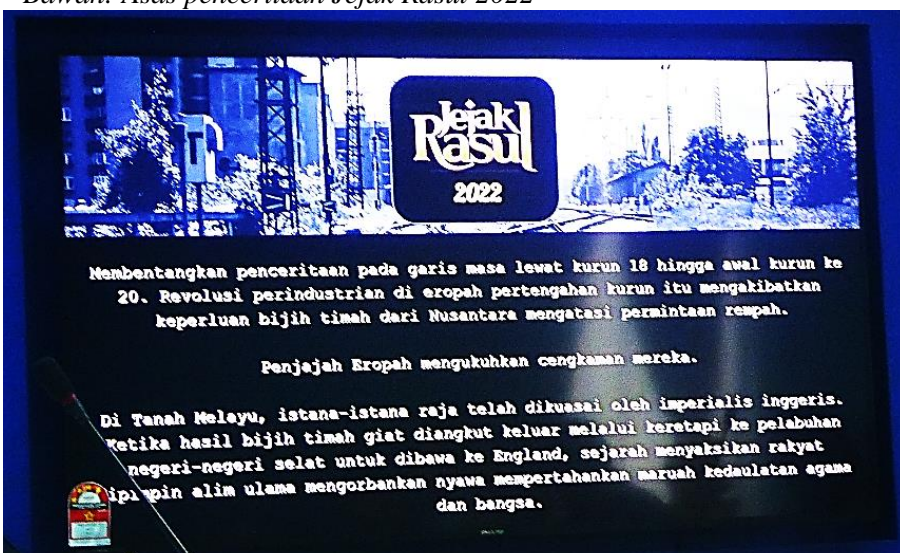 Bawah: Asas penceritaan Jejak Rasul 2022
Jejak
Rasul
2022
Membentangkan penceritaan pada garis masa lewat kurun 18 hingga awal kurun ke
20. Revolusi perindustrian di eropah pertengahan kurun itu mengakibatkan
keperluan bijih timah dari Nusantara mengatasi permintaan rempah.
Penjajah Eropah mengukuhkan cengkaman mereka.
Di Tanah Melayu, istana-istana raja telah dikuasai oleh imperialis inggeris.
Ketika hasil bijih timah giat diangkut keluar melalui keretapi ke pelabuhan
negeri-negeri selat untuk dibawa ke England, sejarah menyaksikan rakyat
dipimpin alim ulama mengorbankan nyawa mempertahankan maruah kedaulatan agama
dan bangsa.